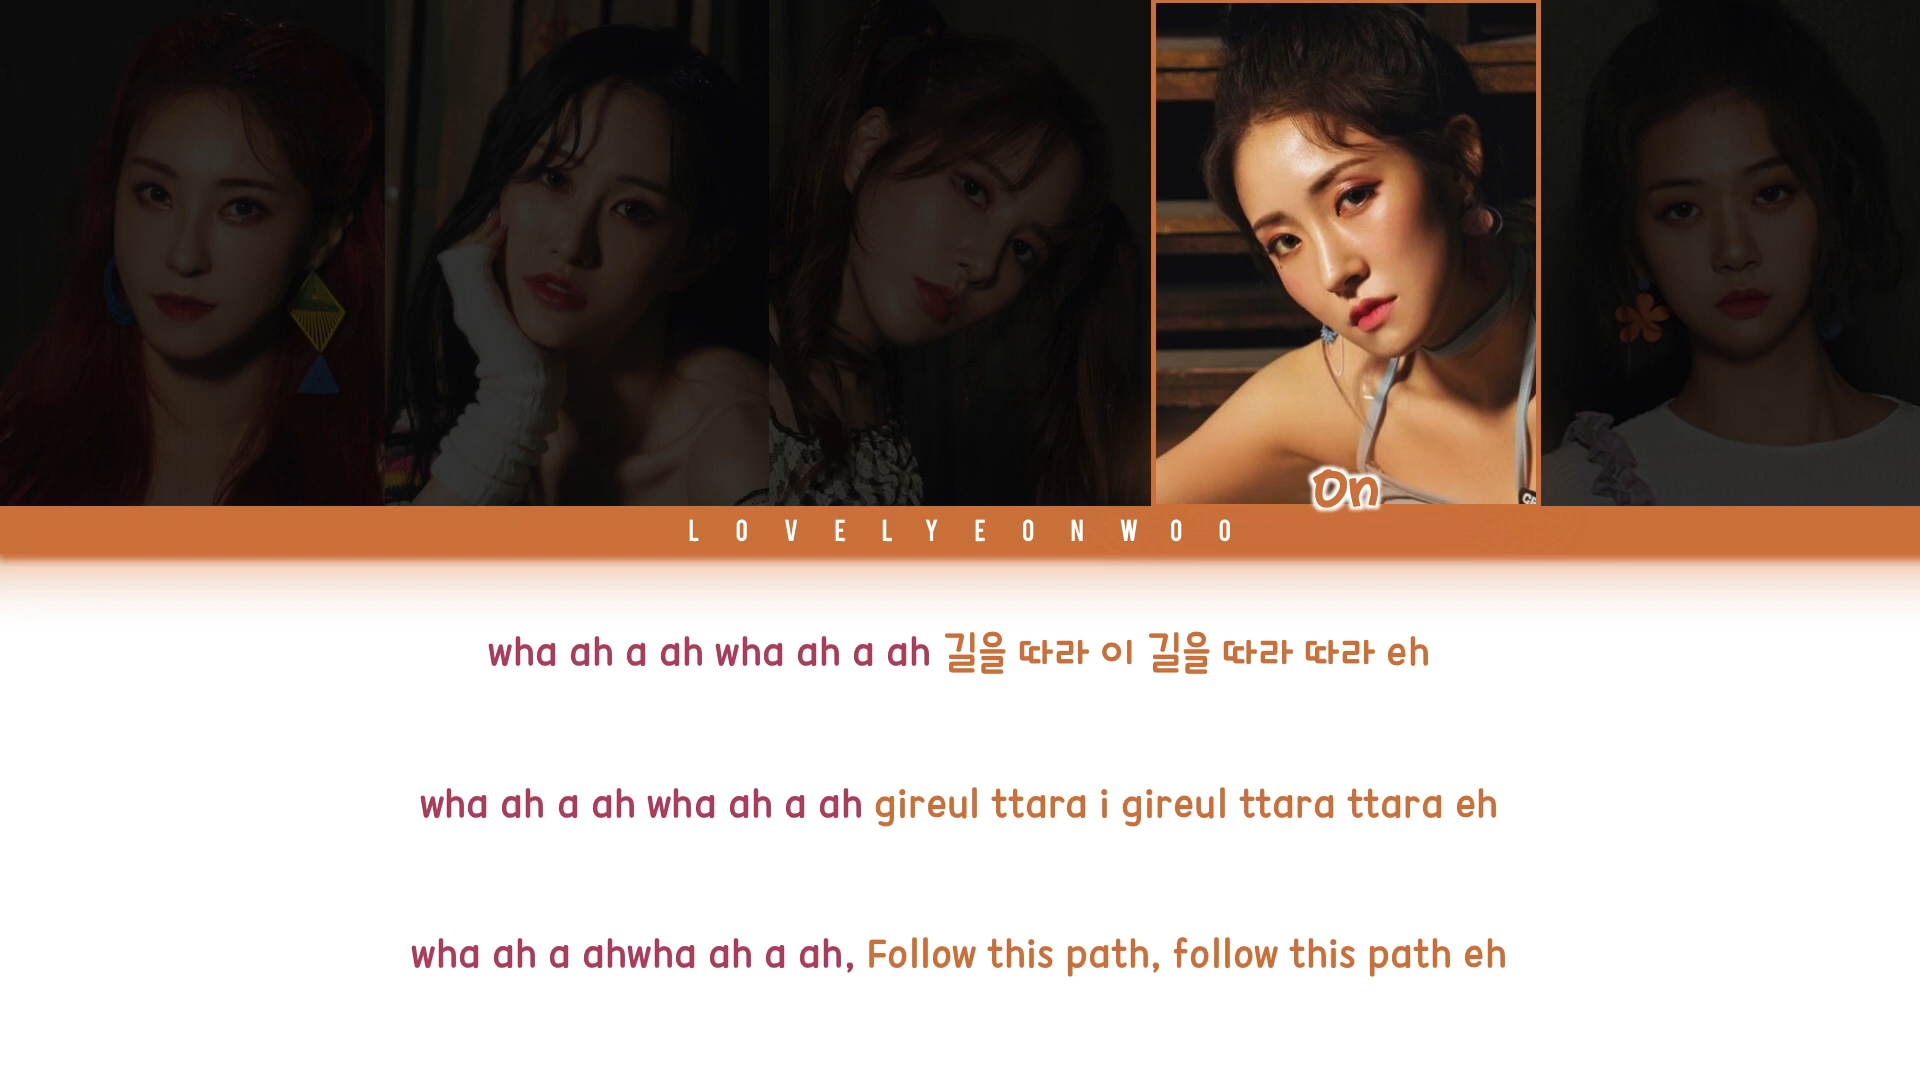 On
LOVELYEONWOO
wha ah a ah wha ah a ah 길을 따라 이 길을 따라 따라 eh
wha ah a ah wha ah a ah gireul ttara i gireul ttara ttara eh
wha ah a ahwha ah a ah, Follow this path, follow this path eh